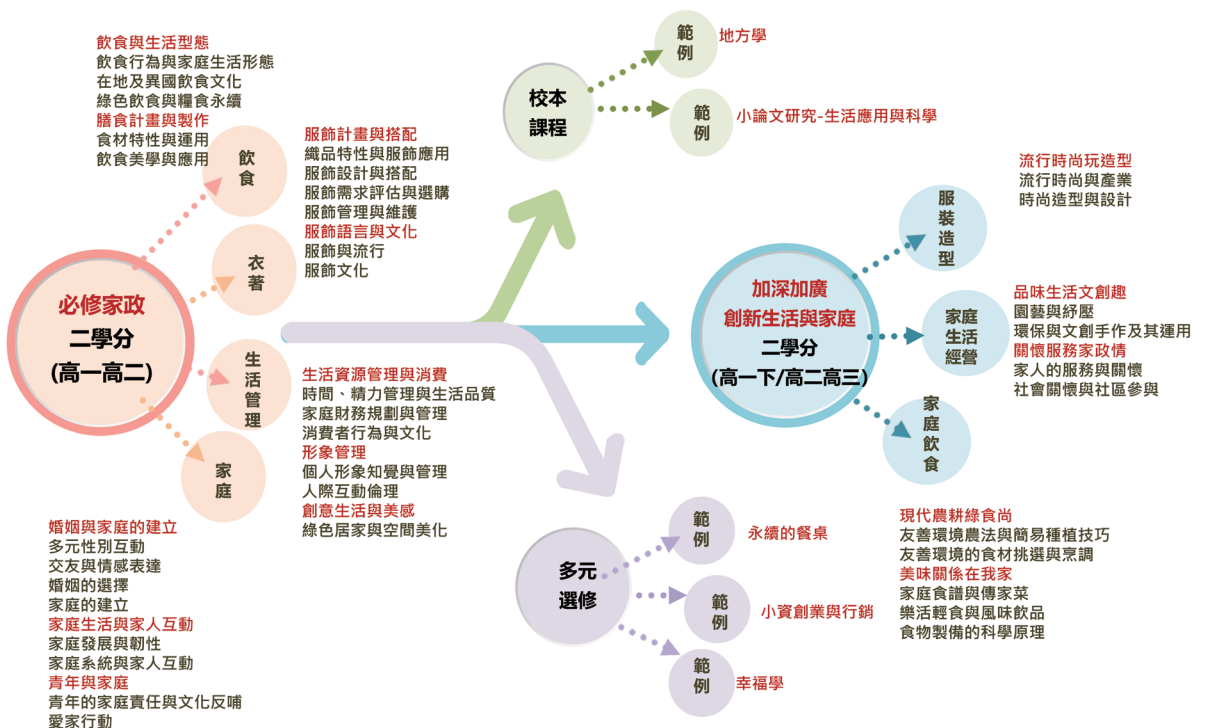 飲食與生活型態
飲食行為與家庭生活形態
在地及異國飲食文化
綠色飲食與糧食永續
膳食計畫與製作
食材特性與運用
飲食美學與應用
飲
食
服飾計畫與搭配
織品特性與服飾應用
服飾設計與搭配
服飾需求評估與選購
服飾管理與維護
服飾語言與文化
服飾與流行
服飾文化
衣
著
必修家政
二學分
(高一高二)
生
活
管
理
生活資源管理與消費
時間、精力管理與生活品質
家庭財務規劃與管理
消費者行為與文化
形象管理
個人形象知覺與管理
人際互動倫理
創意生活與美感
綠色居家與空間美化
家
庭
婚姻與家庭的建立
多元性別互動
交友與情感表達
婚姻的選擇
家庭的建立
家庭生活與家人互動
家庭發展與韌性
家庭系統與家人互動
青年與家庭
青年的家庭責任與文化反哺
愛家行動
校本
課程
範
例
地方學
範
例
小論文研究-生活應用與科學
加深加廣
創新生活與家庭
二學分
(高一下/高二高三)
服
裝
造
型
流行時尚玩造型
流行時尚與產業
時尚造型與設計
家庭
生活
經營
品味生活文創趣
園藝與紓壓
環保與文創手作及其運用
關懷服務家政情
家人的服務與關懷
社會關懷與社區參與
家
庭
飲
食
現代農耕綠食尚
友善環境農法與簡易種植技巧
友善環境的食材挑選與烹調
美味關係在我家
家庭食譜與傳家菜
樂活輕食與風味飲品
食物製備的科學原理
多元
選修
範
例
永續的餐桌
範
例
小資創業與行銷
範
例
幸福學